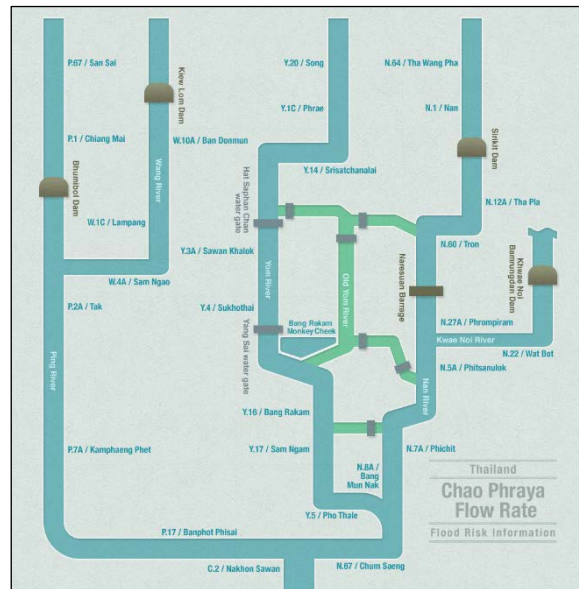 P.67 / San Sai
Kiew Lom Dam
Y.20 / Song
N.64 / Tha Wang Pha
Y.1C / Phrae
N.1 / Nan
P.1 / Chiang Mai
W.10A / Ban Donmun
Sirikit Dam
Bhumibol Dam
Wang River
Hat Saphan Chan
water gate
Y.14 / Srisatchanalai
N.12A / Tha Pla
W.1C / Lampang
Y.3A / Sawan Khalok
Yom River
Old Yom River
Naresuan Barrage
N.60 / Tron
Khwae Noi
Bamrungdan Dam
W.4A / Sam Ngao
P.2A / Tak
Y.4 / Sukhothai
Yang Sai water gate
Bang Rakam
Monkey Cheek
N.27A / Phrompiram
Kwae Noi River
N.22 / Wat Bot
Ping River
N.5A / Phitsanulok
Nan River
Y.16 / Bang Rakam
P.7A / Kamphaeng Phet
Y.17 / Sam Ngam
N.7A / Phichit
N.8A /
Bang
Mun Nak
Y.5 / Pho Thale
P.17 / Banphot Phisai
C.2 / Nakhon Sawan
N.67 / Chum Saeng
Thailand
Chao Phraya
Flow Rate
Flood Risk Information